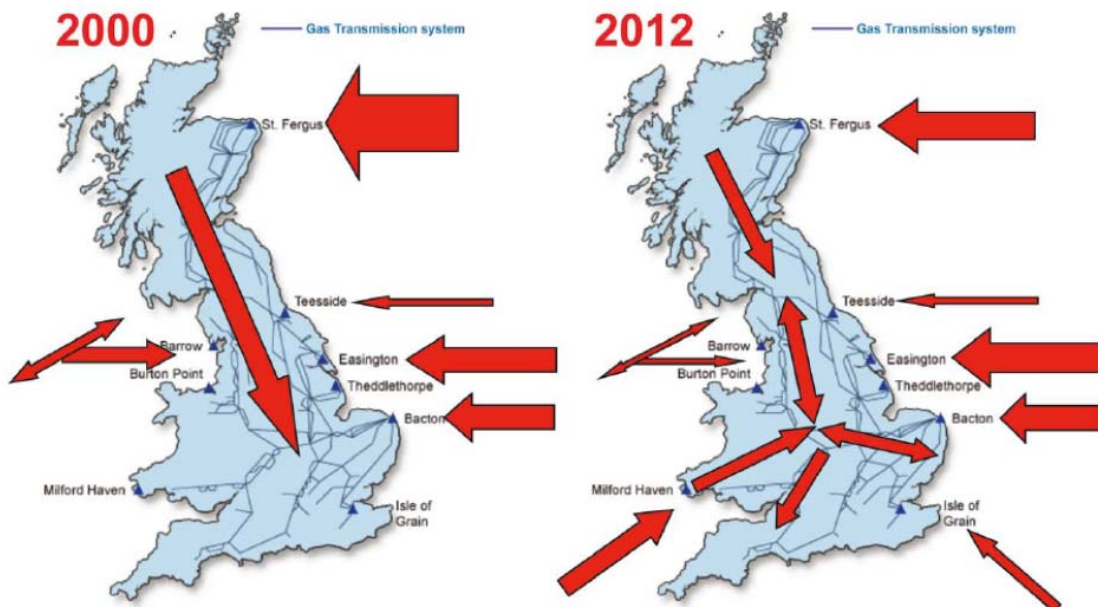 2000
Gas Transmission system
St. Fergus
Teesside
Barrow
Easington
Burton Point
Theddlethorpe
Bacton
Milford Haven
Isle of
Grain
2012
Gas Transmission system
St. Fergus
Teesside
Barrow
Easington
Burton Point
Theddlethorpe
Bacton
Milford Haven
Isle of
Grain